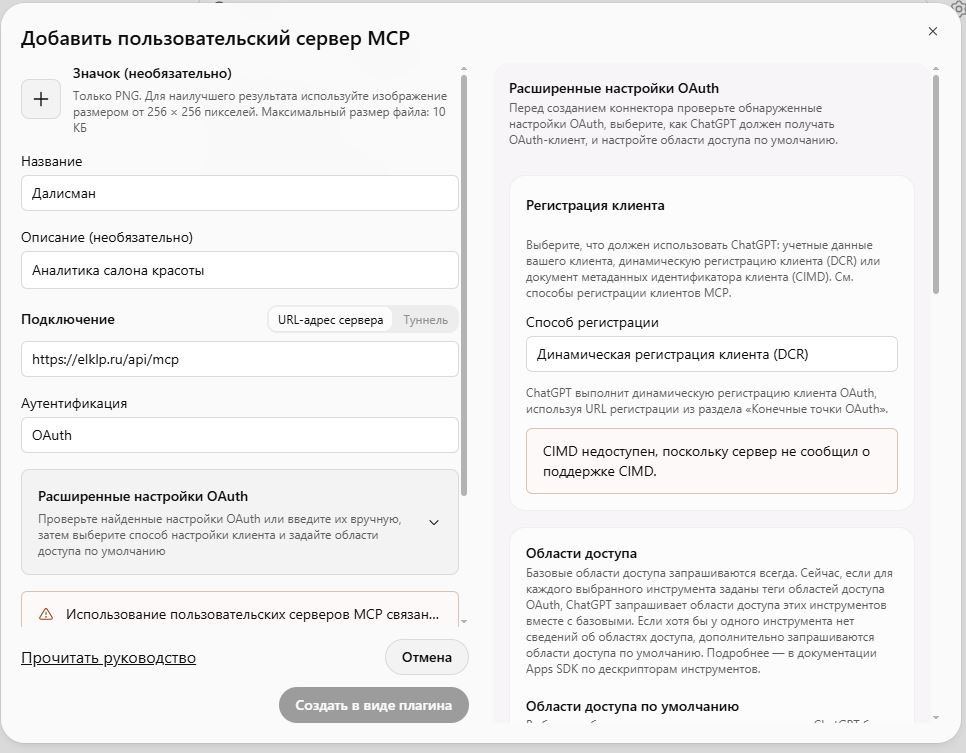 Добавить пользовательский сервер MCP
Значок (необязательно)
Только PNG. Для наилучшего результата используйте изображение
размером от 256 × 256 пикселей. Максимальный размер файла: 10
КБ
Название
Далисман
Описание (необязательно)
Аналитика салона красоты
Подключение
URL-адрес сервера
Туннель
https://elklp.ru/api/mcp
Аутентификация
OAuth
Расширенные настройки OAuth
Проверьте найденные настройки OAuth или введите их вручную,
затем выберите способ настройки клиента и задайте области
доступа по умолчанию
Использование пользовательских серверов MCP связан...
Прочитать руководство
Отмена
Создать в виде плагина
Расширенные настройки OAuth
Перед созданием коннектора проверьте обнаруженные
настройки OAuth, выберите, как ChatGPT должен получать
OAuth-клиент, и настройте области доступа по умолчанию.
Регистрация клиента
Выберите, что должен использовать ChatGPT: учетные данные
вашего клиента, динамическую регистрацию клиента (DCR) или
документ метаданных идентификатора клиента (CIMD). См.
способы регистрации клиентов MCP.
Способ регистрации
Динамическая регистрация клиента (DCR)
ChatGPT выполнит динамическую регистрацию клиента OAuth,
используя URL регистрации из раздела «Конечные точки OAuth».
CIMD недоступен, поскольку сервер не сообщил о
поддержке CIMD.
Области доступа
Базовые области доступа запрашиваются всегда. Сейчас, если для
каждого выбранного инструмента заданы теги областей доступа
OAuth, ChatGPT запрашивает области доступа этих инструментов
вместе с базовыми. Если хотя бы у одного инструмента нет
сведений об областях доступа, дополнительно запрашиваются
области доступа по умолчанию. Подробнее — в документации
Apps SDK по дескрипторам инструментов.
Области доступа по умолчанию